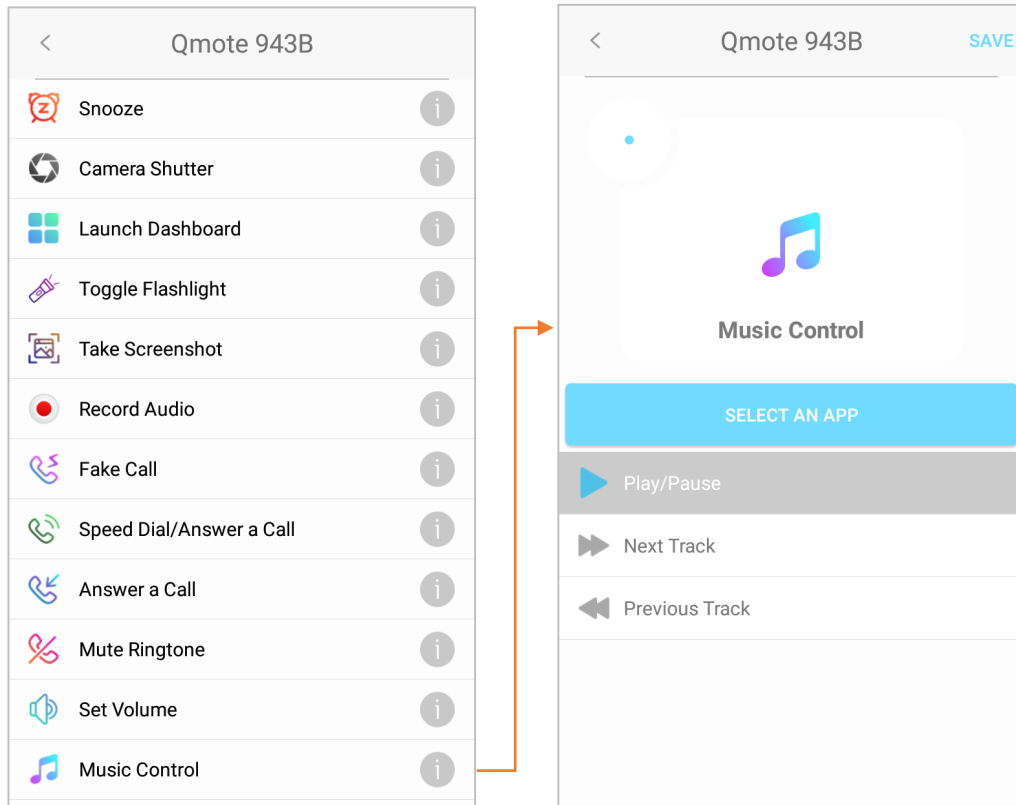 Qmote 943B
Snooze
Camera Shutter
Launch Dashboard
Toggle Flashlight
Take Screenshot
Record Audio
Fake Call
Speed Dial/Answer a Call
Answer a Call
Mute Ringtone
Set Volume
Music Control
Qmote 943B
SAVE
Music Control
SELECT AN APP
Play/Pause
Next Track
Previous Track